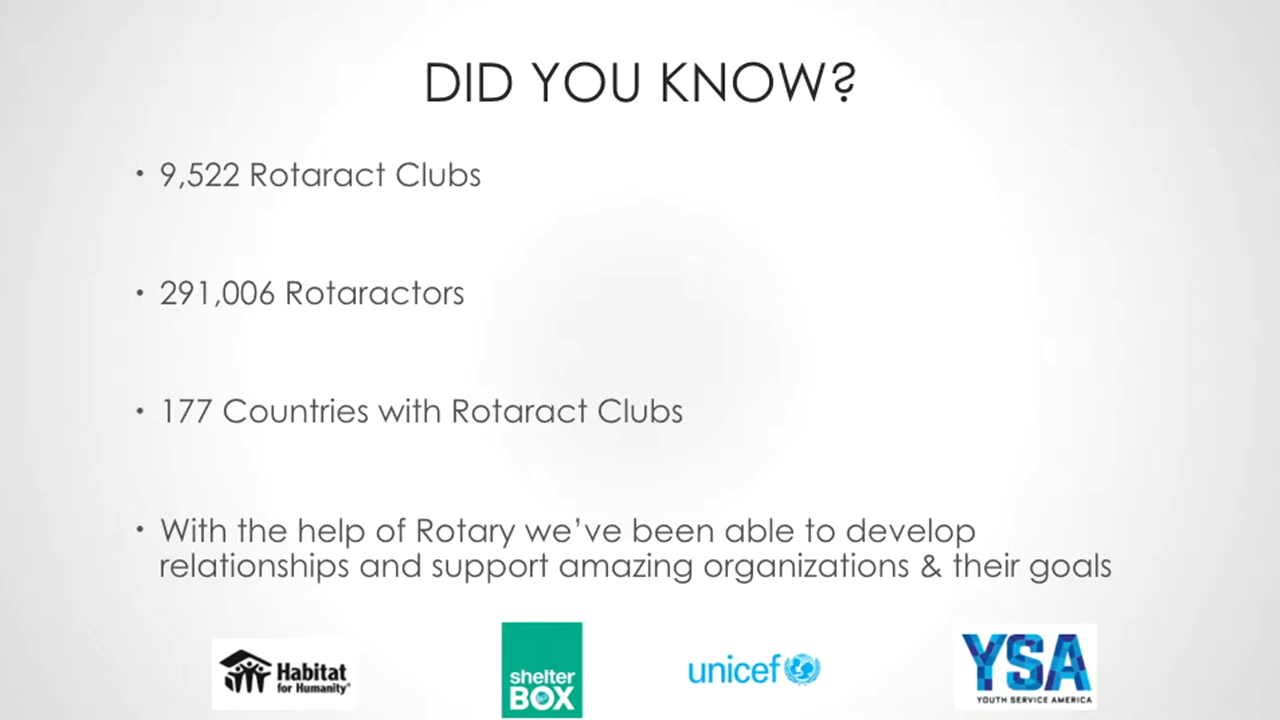 DID YOU KNOW?
• 9,522 Rotaract Clubs
• 291,006 Rotaractors
• 177 Countries with Rotaract Clubs
• With the help of Rotary we’ve been able to develop
relationships and support amazing organizations & their goals
Habitat
for Humanity®
shelter
BOX
unicef
YSA
YOUTH SERVICE AMERICA